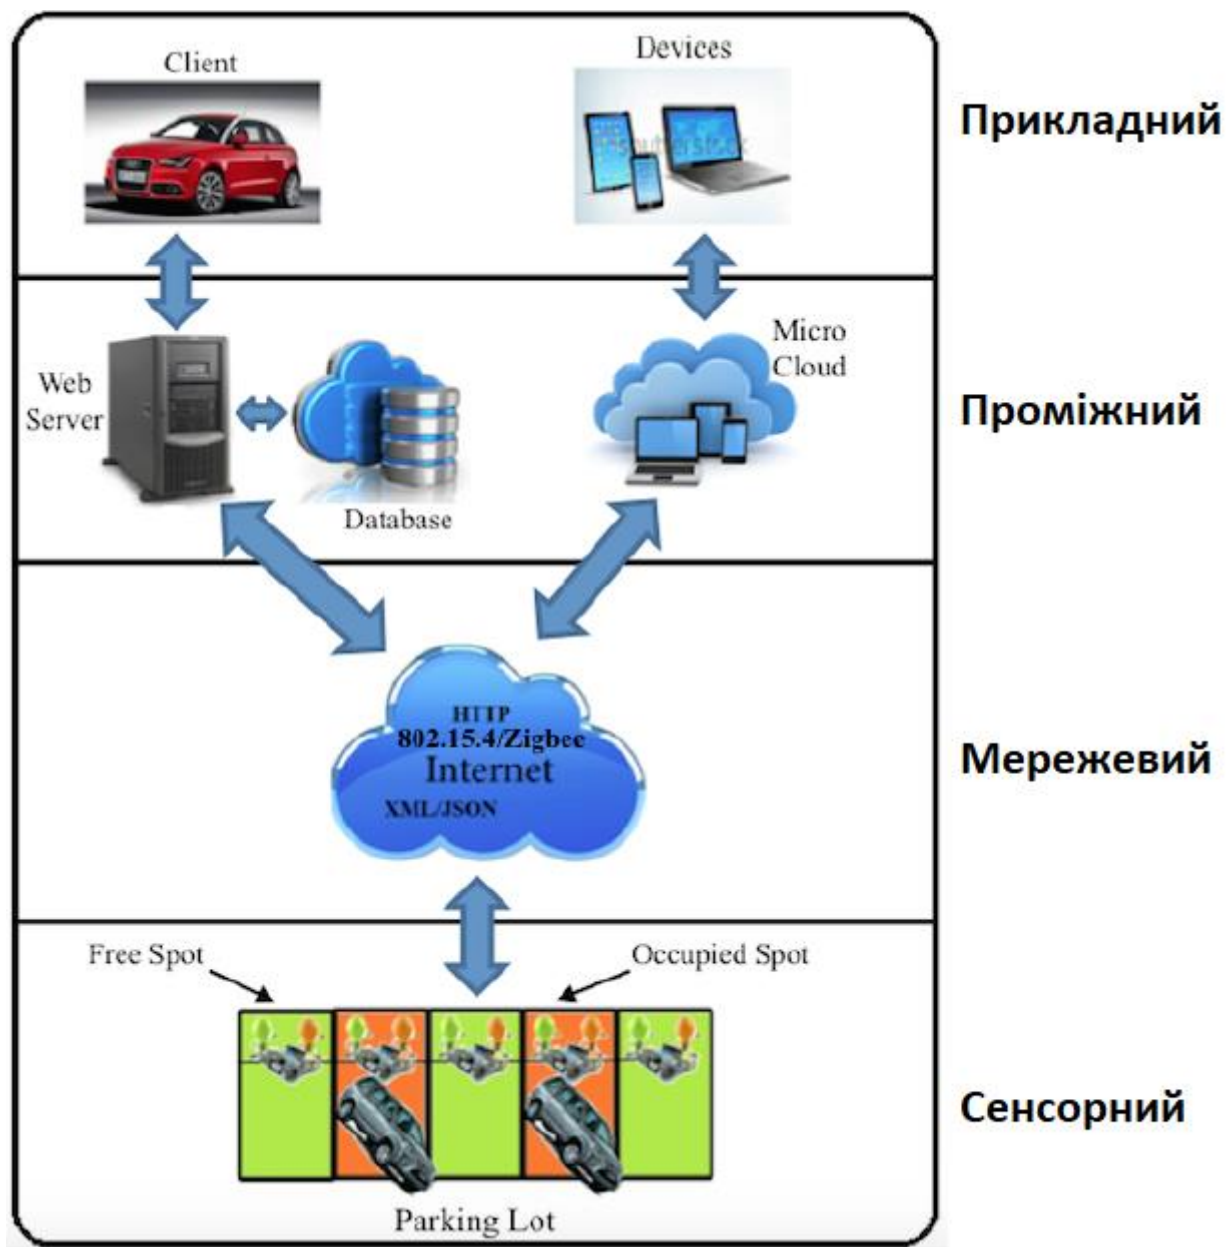 Client
Devices
Прикладний
Web
Server
Database
Micro
Cloud
Проміжний
HTTP
802.15.4/Zigbee
Internet
XML/JSON
Мережевий
Free Spot
Occupied Spot
Parking Lot
Сенсорний